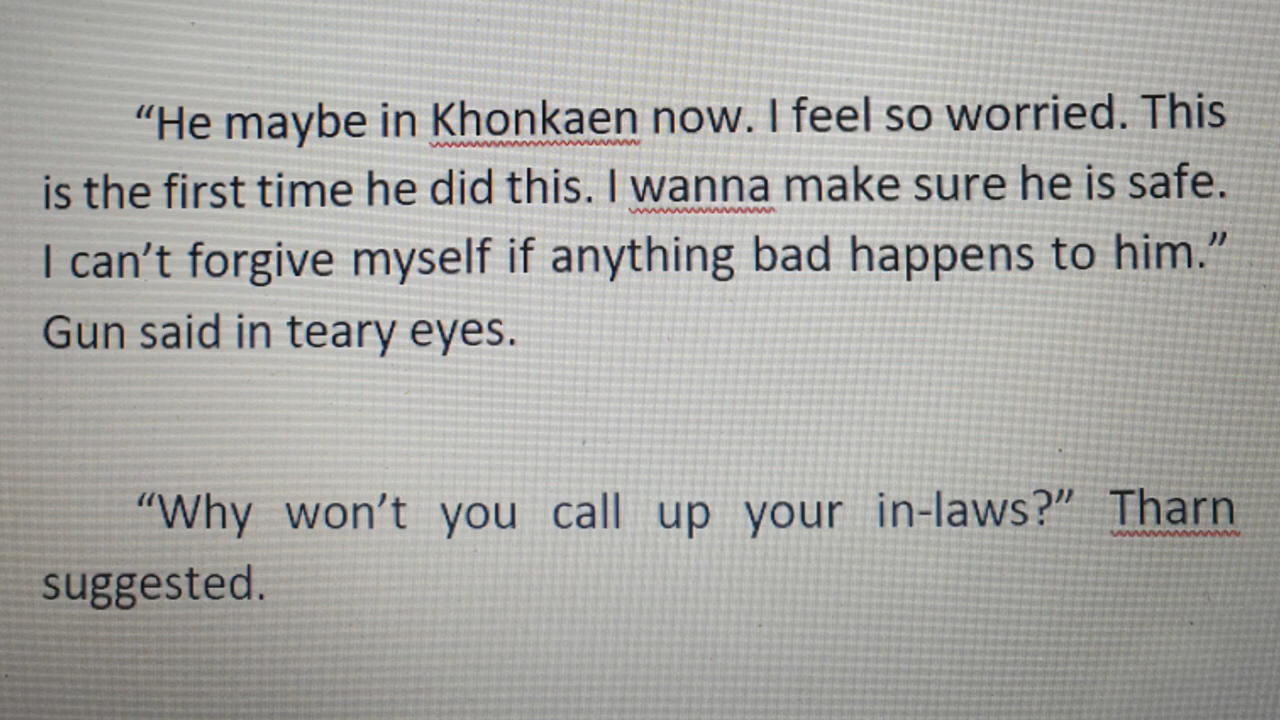 “He maybe in Khonkaen now. I feel so worried. This
is the first time he did this. I wanna make sure he is safe.
I can’t forgive myself if anything bad happens to him.”
Gun said in teary eyes.
“Why won’t you call up your in-laws?” Tharn
suggested.